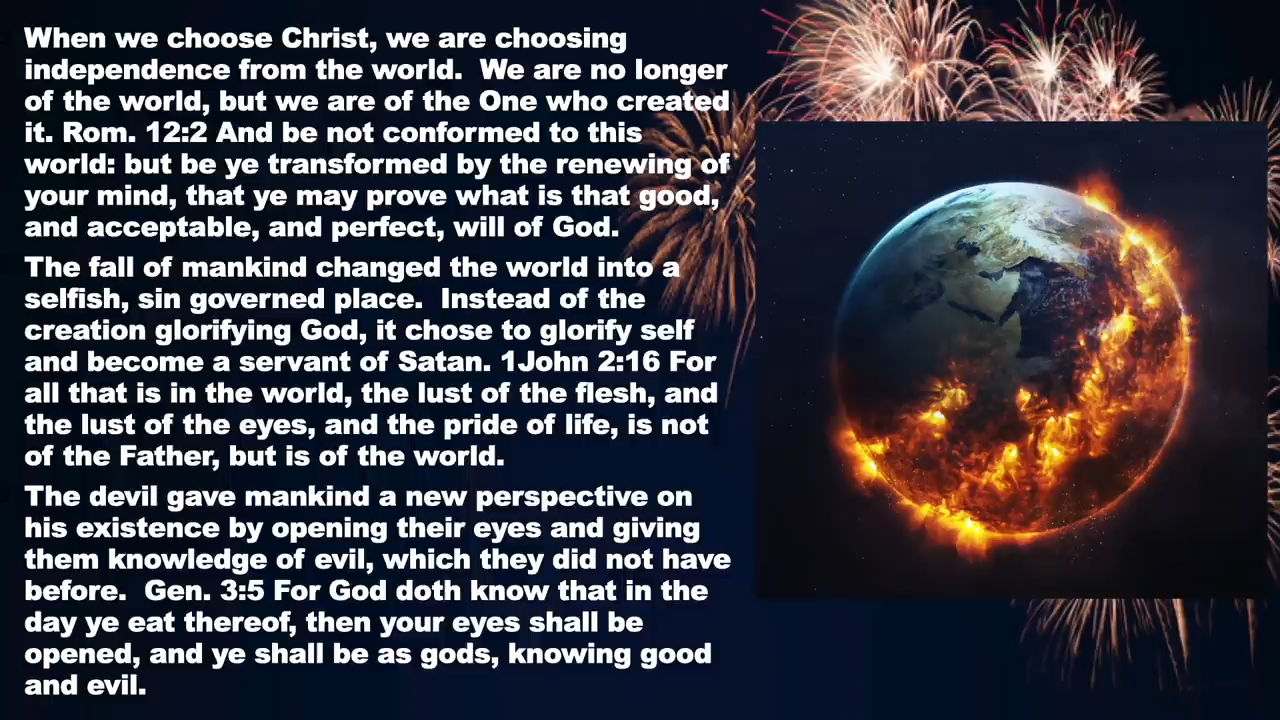 When we choose Christ, we are choosing
independence from the world.  We are no longer
of the world, but we are of the One who created
it. Rom. 12:2 And be not conformed to this
world: but be ye transformed by the renewing of
your mind, that ye may prove what is that good,
and acceptable, and perfect, will of God.
The fall of mankind changed the world into a
selfish, sin governed place.  Instead of the
creation glorifying God, it chose to glorify self
and become a servant of Satan. 1John 2:16 For
all that is in the world, the lust of the flesh, and
the lust of the eyes, and the pride of life, is not
of the Father, but is of the world.
The devil gave mankind a new perspective on
his existence by opening their eyes and giving
them knowledge of evil, which they did not have
before.  Gen. 3:5 For God doth know that in the
day ye eat thereof, then your eyes shall be
opened, and ye shall be as gods, knowing good
and evil.